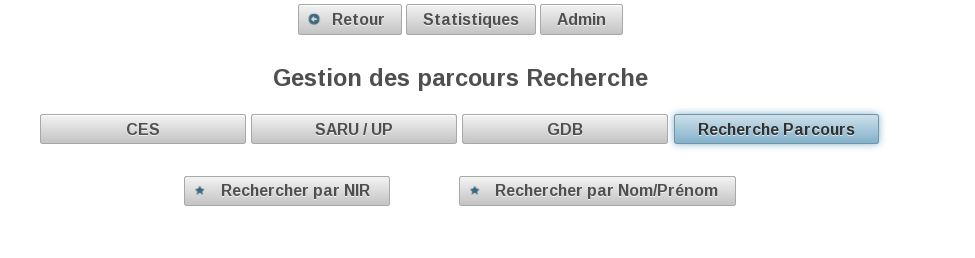 Retour Statistiques Admin
Gestion des parcours Recherche
CES SARU / UP GDB Recherche Parcours
Rechercher par NIR Rechercher par Nom/Prénom